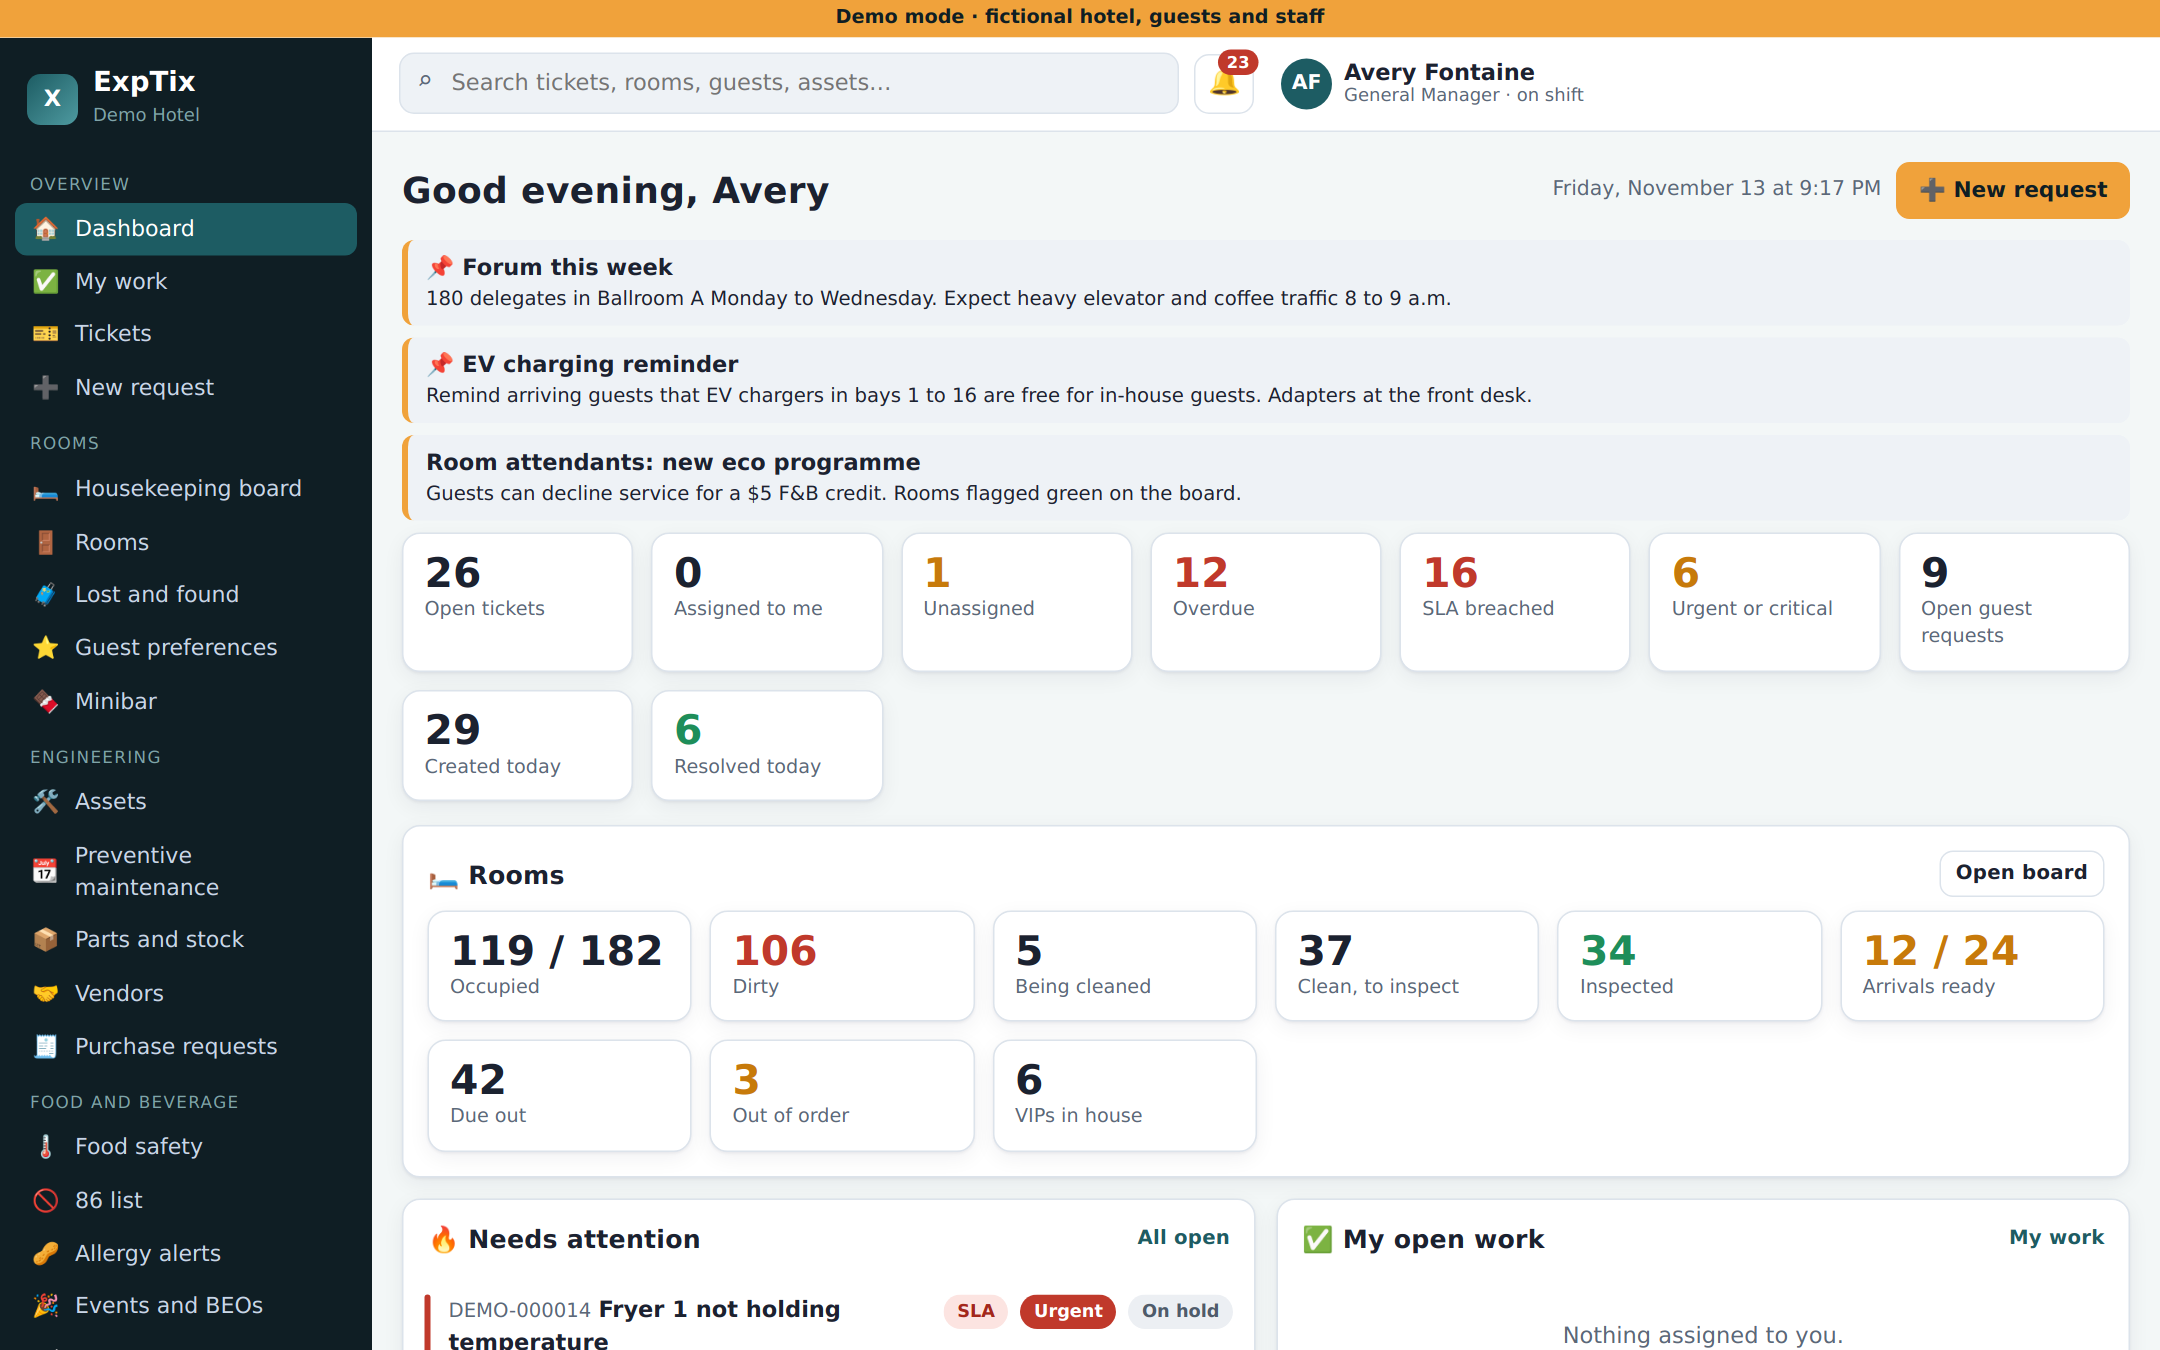 Demo mode · fictional hotel, guests and staff
X
ExpTix
Demo Hotel
OVERVIEW
Dashboard
My work
Tickets
New request
ROOMS
Housekeeping board
Rooms
Lost and found
Guest preferences
Minibar
ENGINEERING
Assets
Preventive
maintenance
Parts and stock
Vendors
Purchase requests
FOOD AND BEVERAGE
Food safety
86 list
Allergy alerts
Events and BEOs
Search tickets, rooms, guests, assets...
23
AF
Avery Fontaine
General Manager · on shift
Good evening, Avery
Friday, November 13 at 9:17 PM
New request
Forum this week
180 delegates in Ballroom A Monday to Wednesday. Expect heavy elevator and coffee traffic 8 to 9 a.m.
EV charging reminder
Remind arriving guests that EV chargers in bays 1 to 16 are free for in-house guests. Adapters at the front desk.
Room attendants: new eco programme
Guests can decline service for a $5 F&B credit. Rooms flagged green on the board.
26
Open tickets
0
Assigned to me
1
Unassigned
12
Overdue
16
SLA breached
6
Urgent or critical
9
Open guest
requests
29
Created today
6
Resolved today
Rooms
Open board
119 / 182
Occupied
106
Dirty
5
Being cleaned
37
Clean, to inspect
34
Inspected
12 / 24
Arrivals ready
42
Due out
3
Out of order
6
VIPs in house
Needs attention
All open
DEMO-000014 Fryer 1 not holding
temperature
SLA
Urgent
On hold
My open work
My work
Nothing assigned to you.